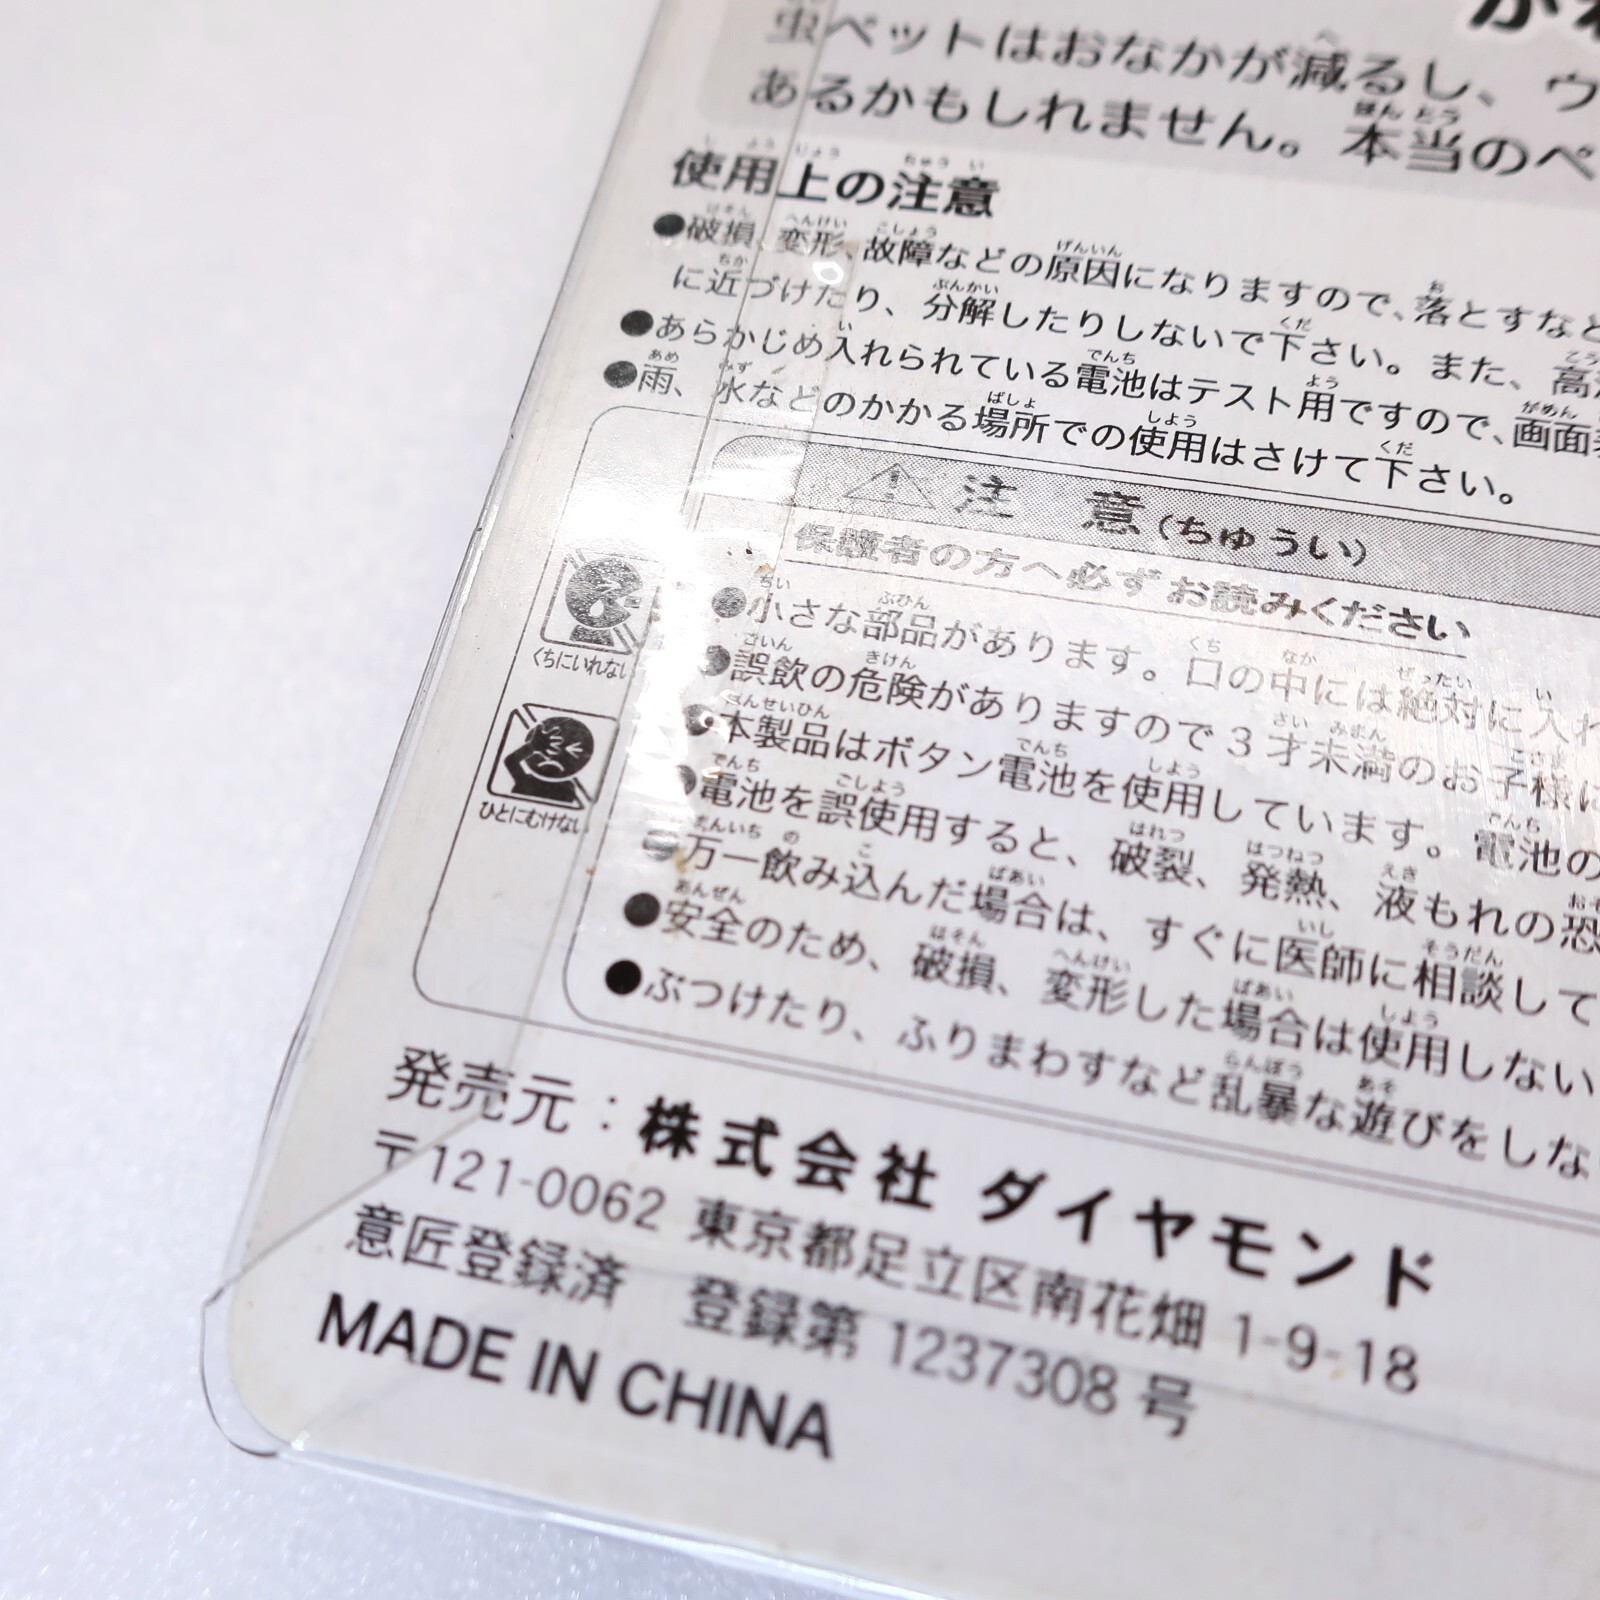 虫ペットはおなかが減るし、ウ
あるかもしれません。本当のペ
使用上の注意
●破損、変形、故障などの原因になりますので、落とすなど
に近づけたり、分解したりしないで下さい。また、高
●あらかじめ入れられている電池はテスト用ですので、画面
●雨、水などのかかる場所での使用はさけて下さい。
注 意(ちゅうい)
保護者の方へ必ずお読みください
●小さな部品があります。口の中には絶対に入れ
●誤飲の危険がありますので3才未満のお子様に
●本製品はボタン電池を使用しています。電池の
●電池を誤使用すると、破裂、発熱、液もれの恐
●万一飲み込んだ場合は、すぐに医師に相談して
●安全のため、破損、変形した場合は使用しない
●ぶつけたり、ふりまわすなど乱暴な遊びをしな
くちにいれない
ひとにむけない
発売元：株式会社 ダイヤモンド
〒121-0062 東京都足立区南花畑 1-9-18
意匠登録済 登録第 1237308 号
MADE IN CHINA